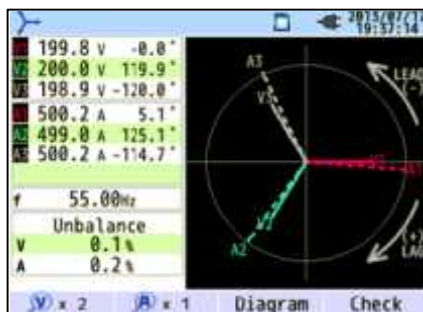 2015/07/17
19:37:14
V1 199.8 V -0.0°
V2 200.0 V 119.9°
V3 198.9 V -120.0°
A1 500.2 A 5.1°
A2 499.0 A 125.1°
A3 500.2 A -114.7°
f 55.00Hz
Unbalance
V 0.1%
A 0.2%
A3
V3
LEAD
(-)
A1
A2
(+)
LAG
V x 2 A x 1 Diagram Check